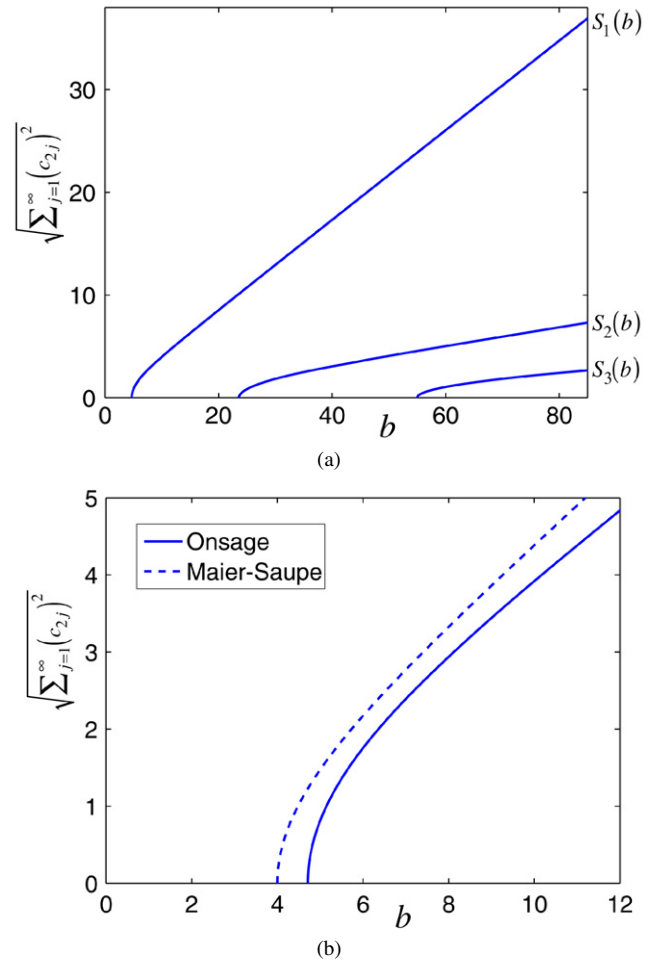 S₁(b)
30
20
10
0
√∑∞j=1(c₂ⱼ)²
S₂(b)
S₃(b)
0 20 40 60 80
b
(a)
5
4
3
2
1
0
√∑∞j=1(c₂ⱼ)²
Onsage
Maier-Saupe
0 2 4 6 8 10 12
b
(b)